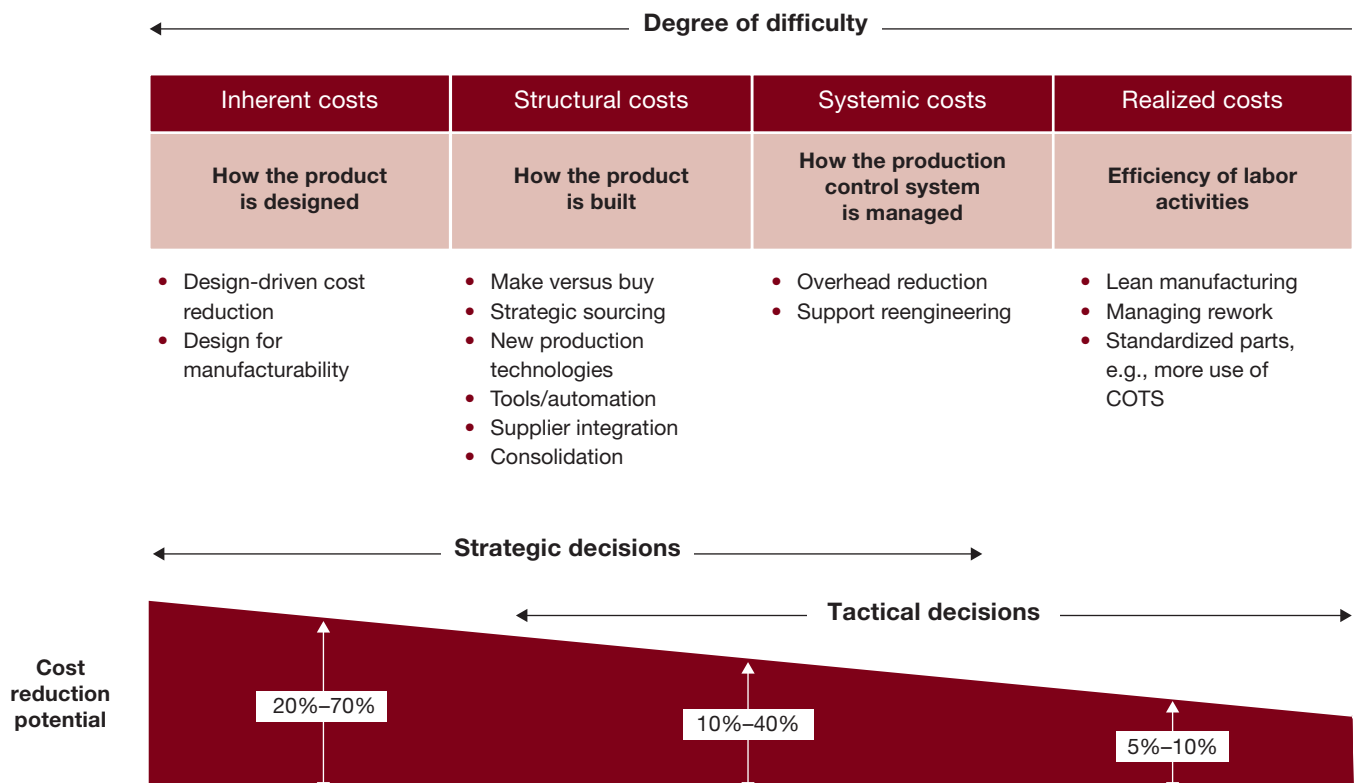 Degree of difficulty
Inherent costs
Structural costs
Systemic costs
Realized costs
How the product
is designed
How the product
is built
How the production
control system
is managed
Efficiency of labor
activities
• Design-driven cost
reduction
• Design for
manufacturability
• Make versus buy
• Strategic sourcing
• New production
technologies
• Tools/automation
• Supplier integration
• Consolidation
• Overhead reduction
• Support reengineering
• Lean manufacturing
• Managing rework
• Standardized parts,
e.g., more use of
COTS
Strategic decisions
Tactical decisions
Cost
reduction
potential
20%–70%
10%–40%
5%–10%